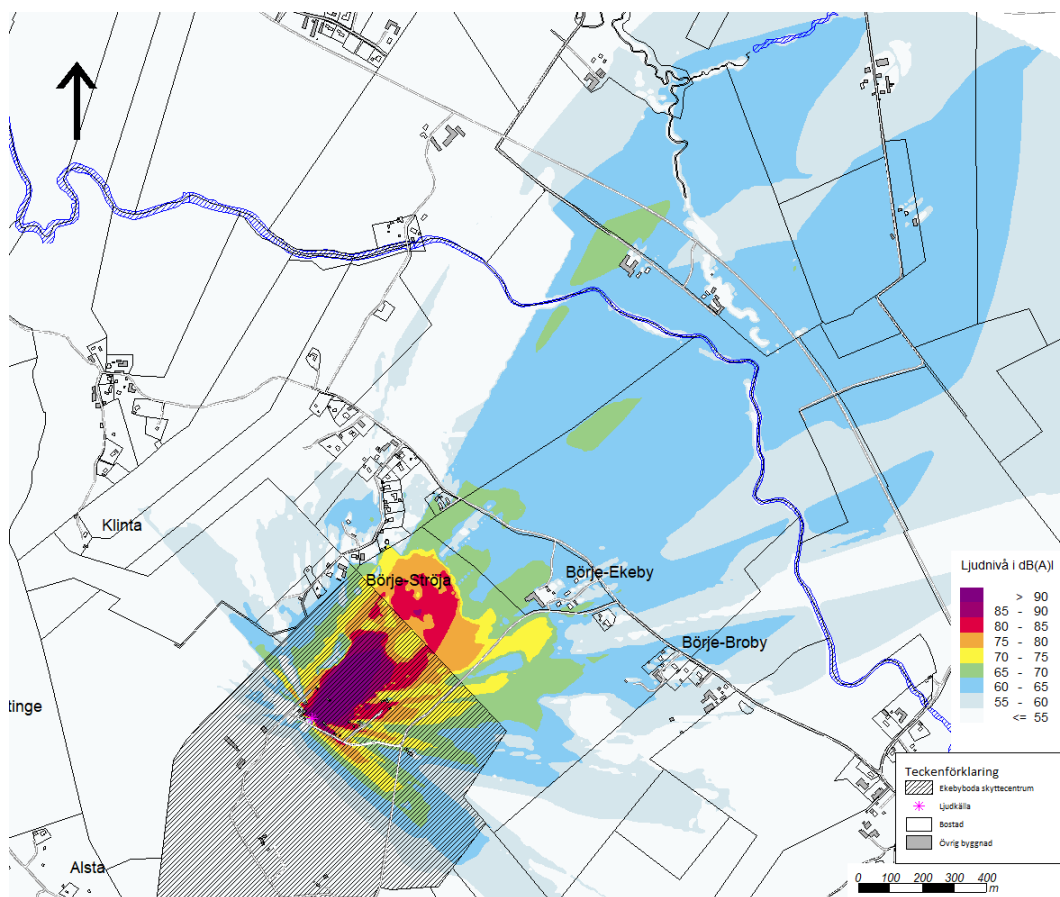 Klinta
Börje-Ströja
Börje-Ekeby
Börje-Broby
tinge
Alsta
Ljudnivå i dB(A)I
> 90
85 - 90
80 - 85
75 - 80
70 - 75
65 - 70
60 - 65
55 - 60
<= 55
Teckenförklaring
Ekebyboda skyttecentrum
Ljudkälla
Bostad
Övrig byggnad
0 100 200 300 400
m